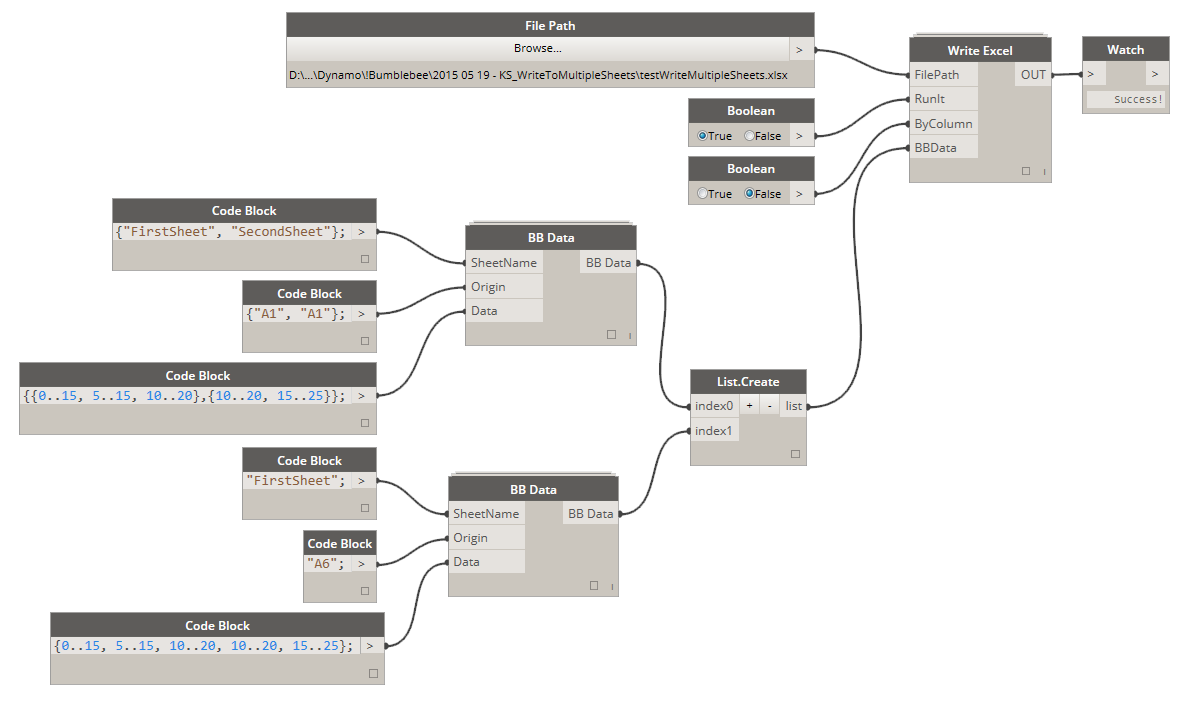 File Path
Browse...
>
D:\...\Dynamo\!Bumblebee\2015 05 19 - KS_WriteToMultipleSheets\testWriteMultipleSheets.xlsx
Write Excel
FilePath
OUT
RunIt
ByColumn
BBData
Watch
>
>
Success!
Boolean
True
False
>
Boolean
True
False
>
Code Block
{"FirstSheet", "SecondSheet"};
>
BB Data
SheetName
BB Data
Origin
Data
Code Block
{"A1", "A1"};
>
Code Block
{{0..15, 5..15, 10..20},{10..20, 15..25}};
>
List.Create
index0
+
-
list
index1
Code Block
"FirstSheet";
>
BB Data
SheetName
BB Data
Origin
Data
Code Block
"A6";
>
Code Block
{0..15, 5..15, 10..20, 10..20, 15..25};
>